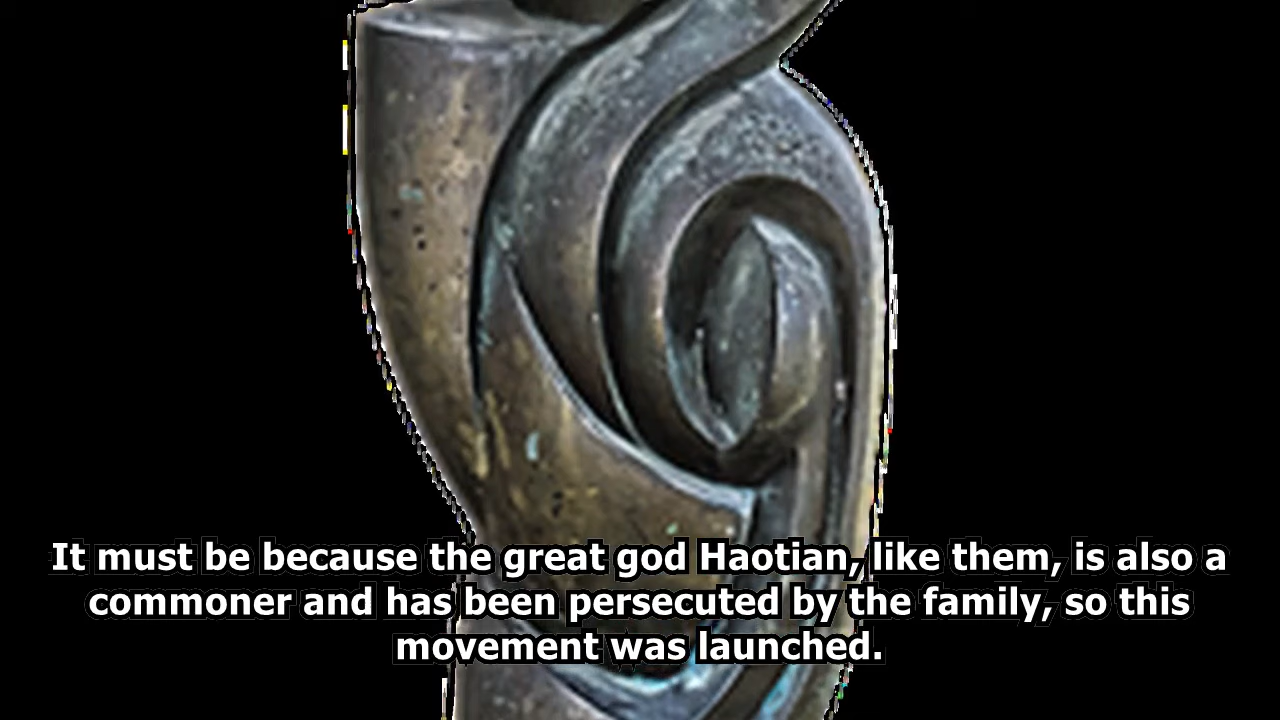 It must be because the great god Haotian, like them, is also a
commoner and has been persecuted by the family, so this
movement was launched.